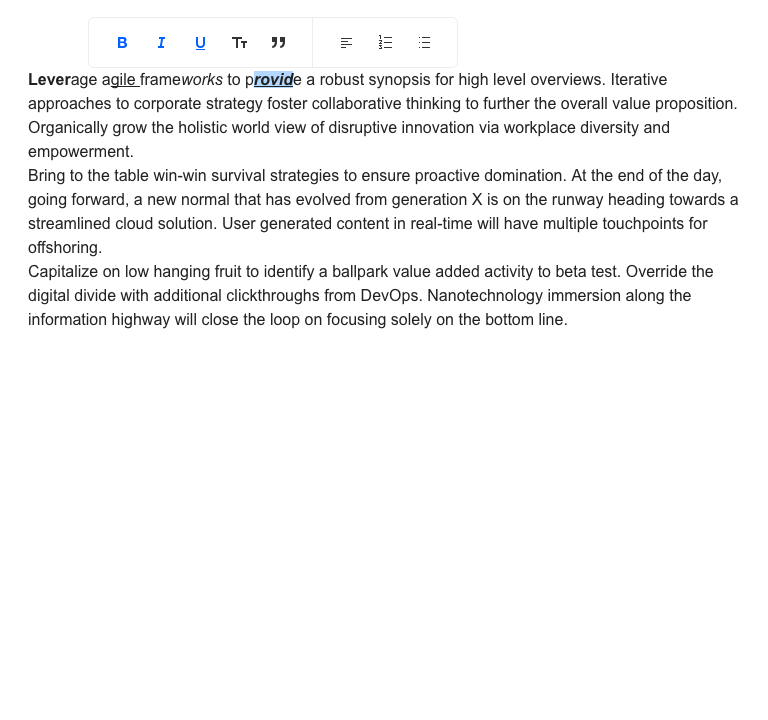 B I U Tт ”
Leverage agile frameworks to provide a robust synopsis for high level overviews. Iterative
approaches to corporate strategy foster collaborative thinking to further the overall value proposition.
Organically grow the holistic world view of disruptive innovation via workplace diversity and
empowerment.
Bring to the table win-win survival strategies to ensure proactive domination. At the end of the day,
going forward, a new normal that has evolved from generation X is on the runway heading towards a
streamlined cloud solution. User generated content in real-time will have multiple touchpoints for
offshoring.
Capitalize on low hanging fruit to identify a ballpark value added activity to beta test. Override the
digital divide with additional clickthroughs from DevOps. Nanotechnology immersion along the
information highway will close the loop on focusing solely on the bottom line.